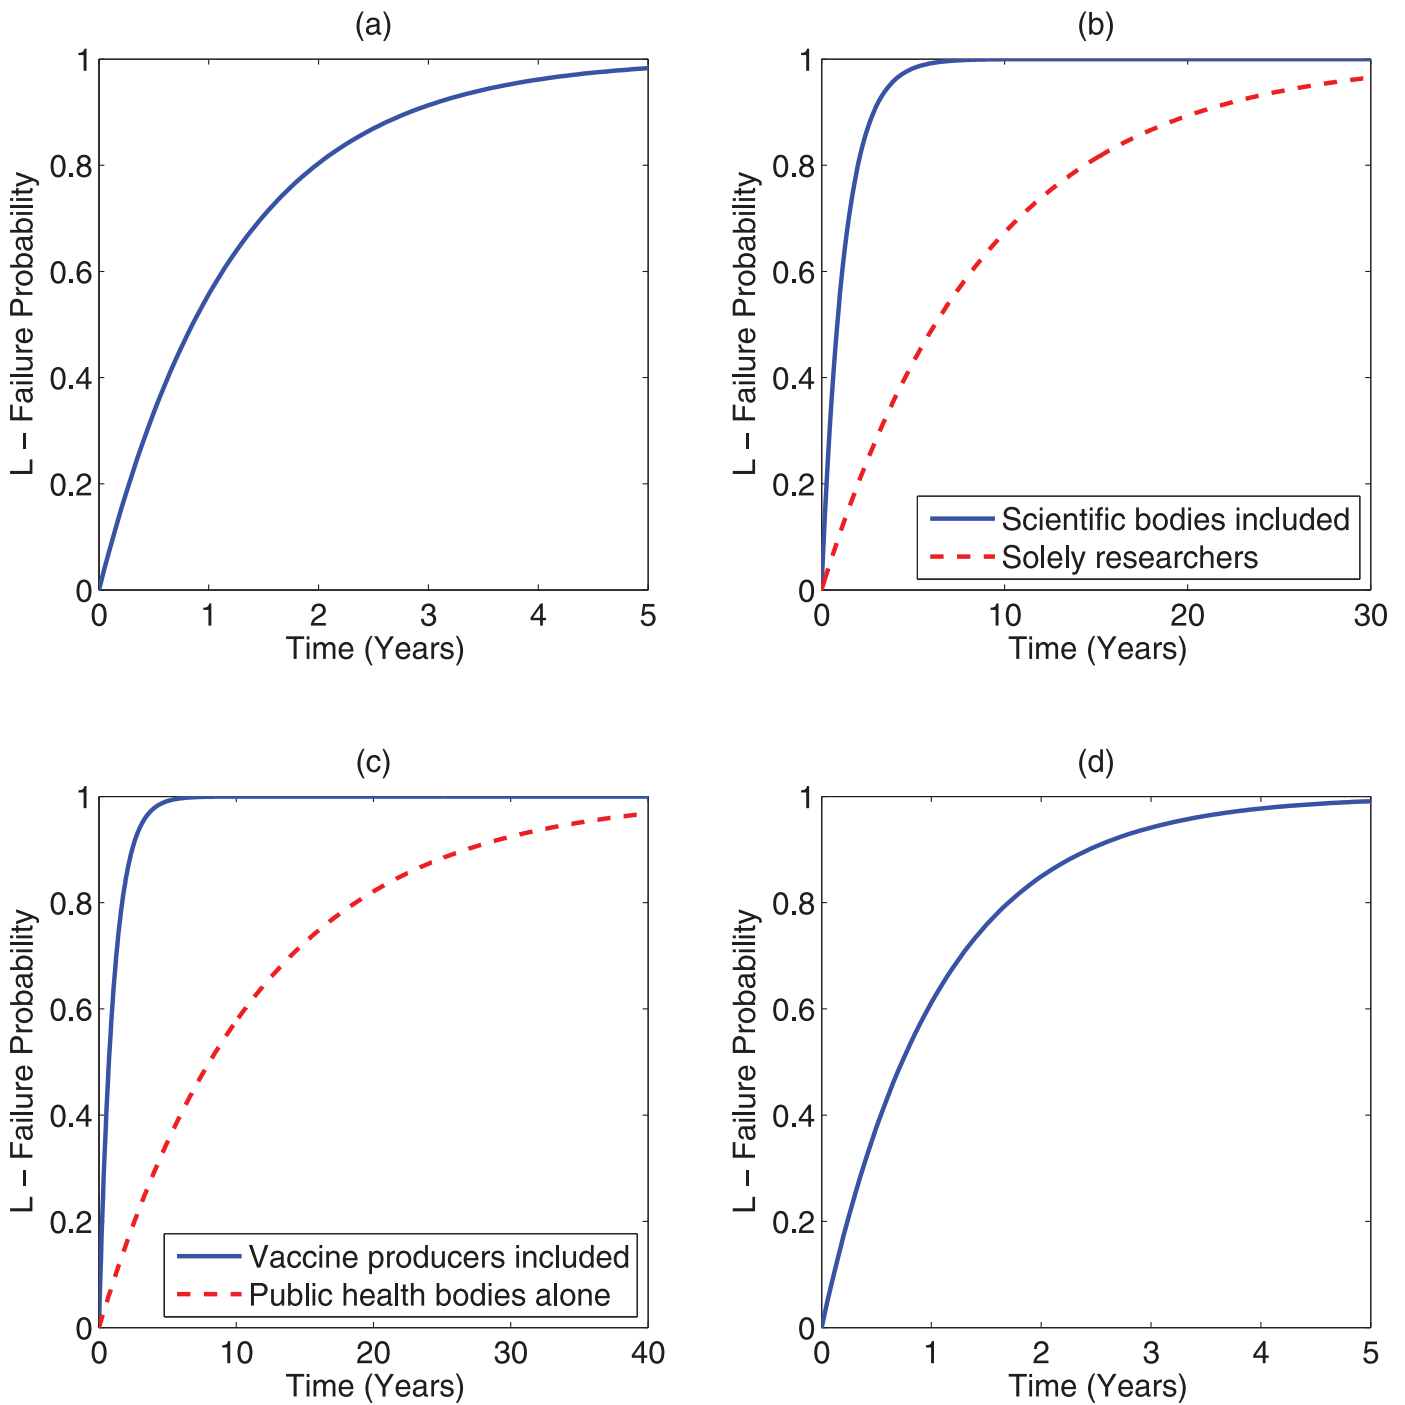 (a)
1
0.8
0.6
0.4
0.2
0
L − Failure Probability
0 1 2 3 4 5
Time (Years)
(b)
1
0.8
0.6
0.4
0.2
0
L − Failure Probability
Scientific bodies included
Solely researchers
0 10 20 30
Time (Years)
(c)
1
0.8
0.6
0.4
0.2
0
L − Failure Probability
Vaccine producers included
Public health bodies alone
0 10 20 30 40
Time (Years)
(d)
1
0.8
0.6
0.4
0.2
0
L − Failure Probability
0 1 2 3 4 5
Time (Years)